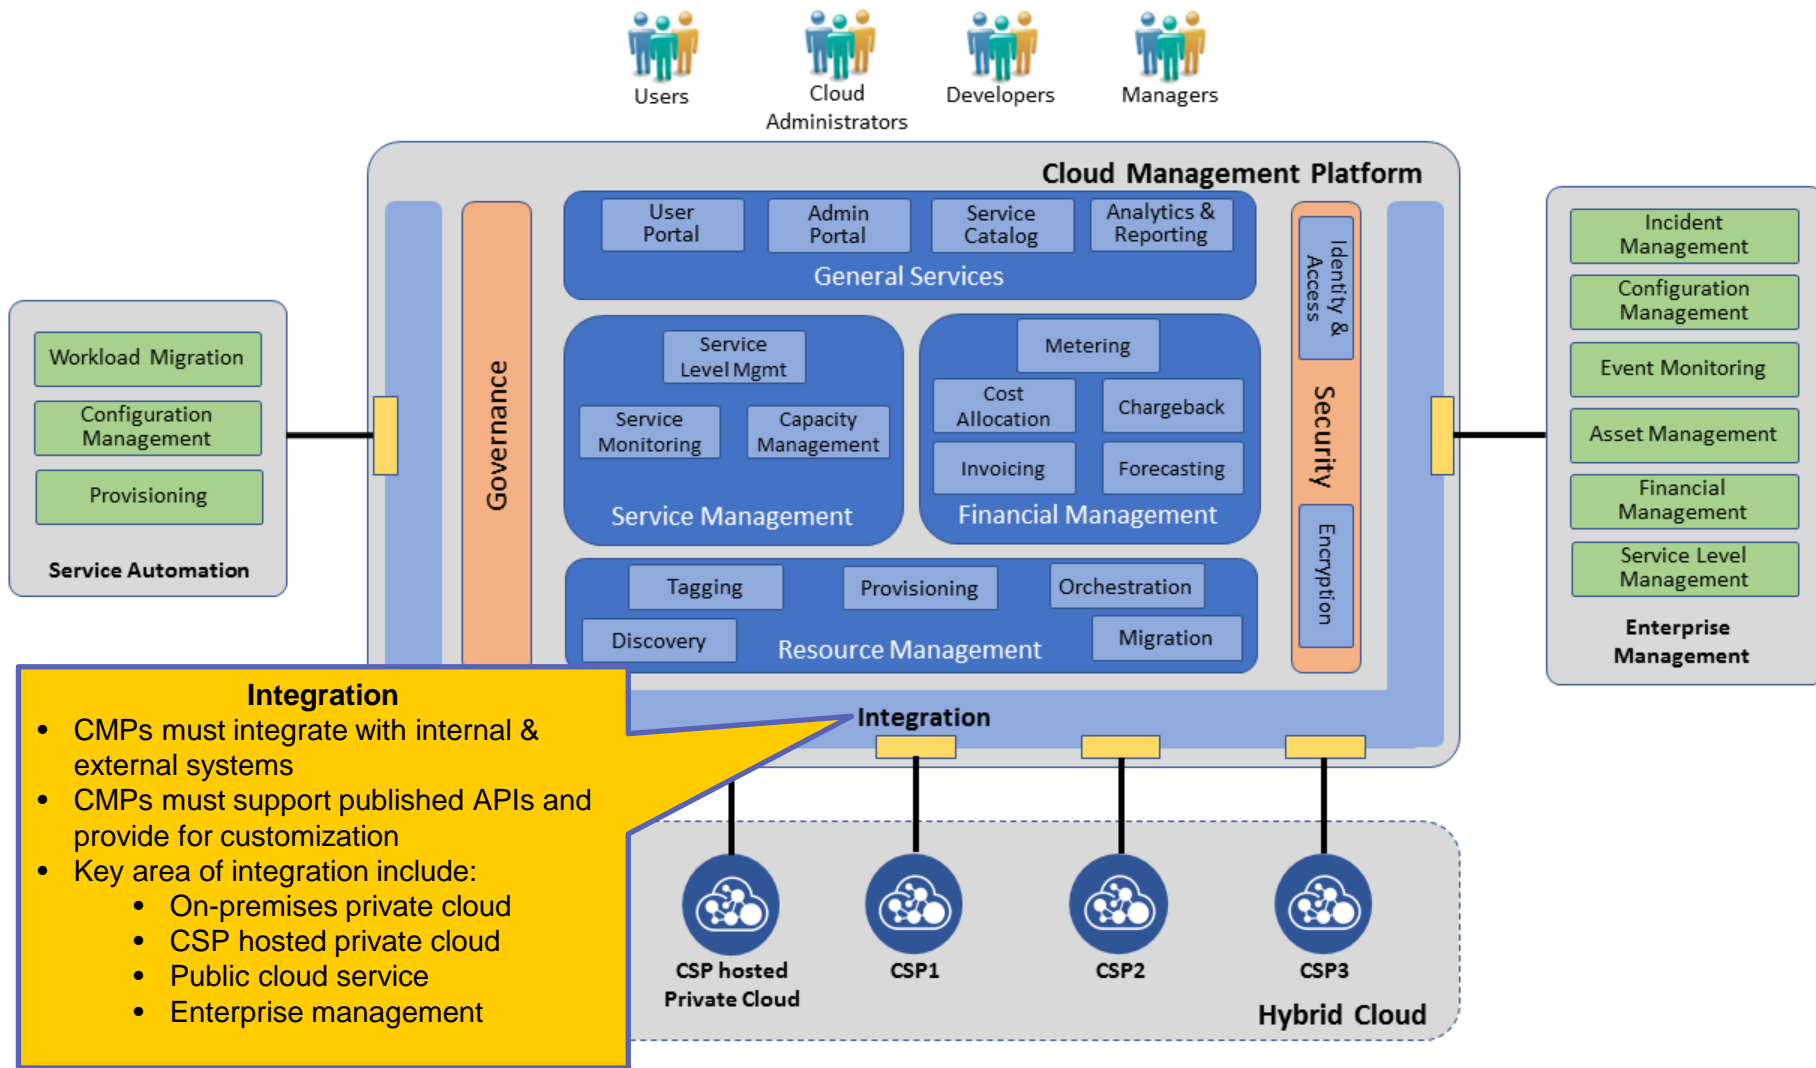 Users
Cloud
Administrators
Developers
Managers
Cloud Management Platform
User
Portal
Admin
Portal
Service
Catalog
Analytics &
Reporting
General Services
Governance
Service
Level Mgmt
Service
Monitoring
Capacity
Management
Service Management
Metering
Cost
Allocation
Chargeback
Invoicing
Forecasting
Financial Management
Tagging
Provisioning
Orchestration
Discovery
Migration
Resource Management
Identity &
Access
Security
Encryption
Workload Migration
Configuration
Management
Provisioning
Service Automation
Incident
Management
Configuration
Management
Event Monitoring
Asset Management
Financial
Management
Service Level
Management
Enterprise
Management
Integration
Integration
• CMPs must integrate with internal &
external systems
• CMPs must support published APIs and
provide for customization
• Key area of integration include:
• On-premises private cloud
• CSP hosted private cloud
• Public cloud service
• Enterprise management
CSP hosted
Private Cloud
CSP1
CSP2
CSP3
Hybrid Cloud